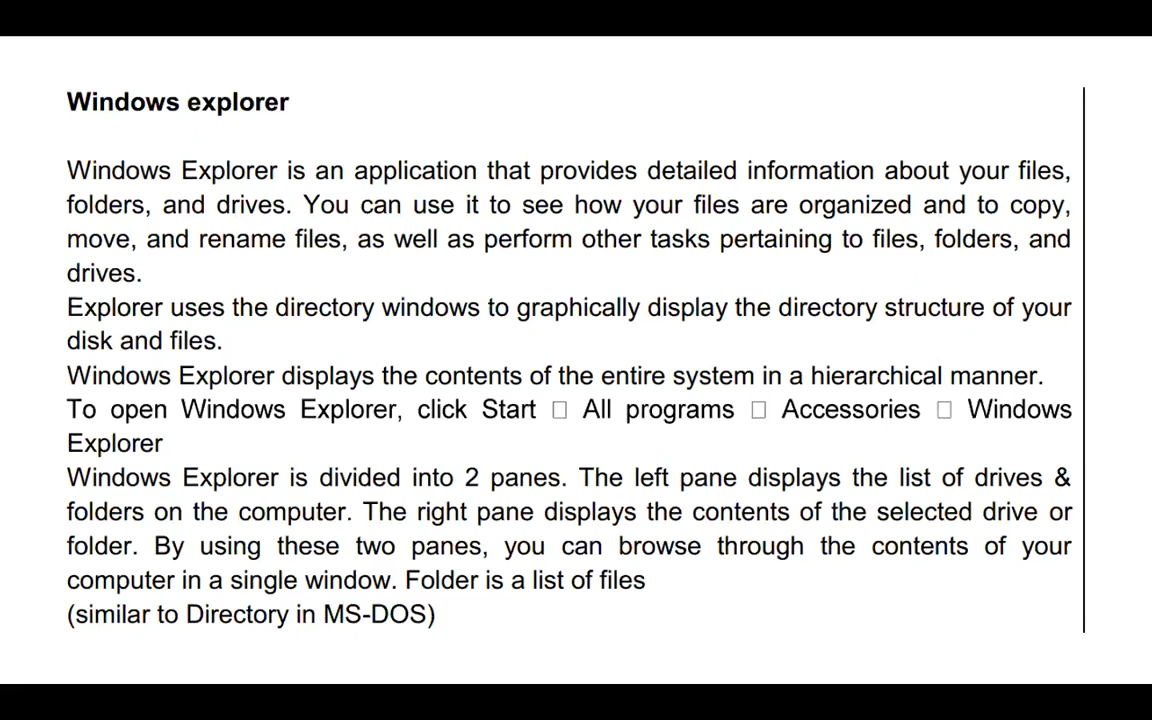 Windows explorer
Windows Explorer is an application that provides detailed information about your files,
folders, and drives. You can use it to see how your files are organized and to copy,
move, and rename files, as well as perform other tasks pertaining to files, folders, and
drives.
Explorer uses the directory windows to graphically display the directory structure of your
disk and files.
Windows Explorer displays the contents of the entire system in a hierarchical manner.
To open Windows Explorer, click Start □ All programs □ Accessories □ Windows
Explorer
Windows Explorer is divided into 2 panes. The left pane displays the list of drives &
folders on the computer. The right pane displays the contents of the selected drive or
folder. By using these two panes, you can browse through the contents of your
computer in a single window. Folder is a list of files
(similar to Directory in MS-DOS)